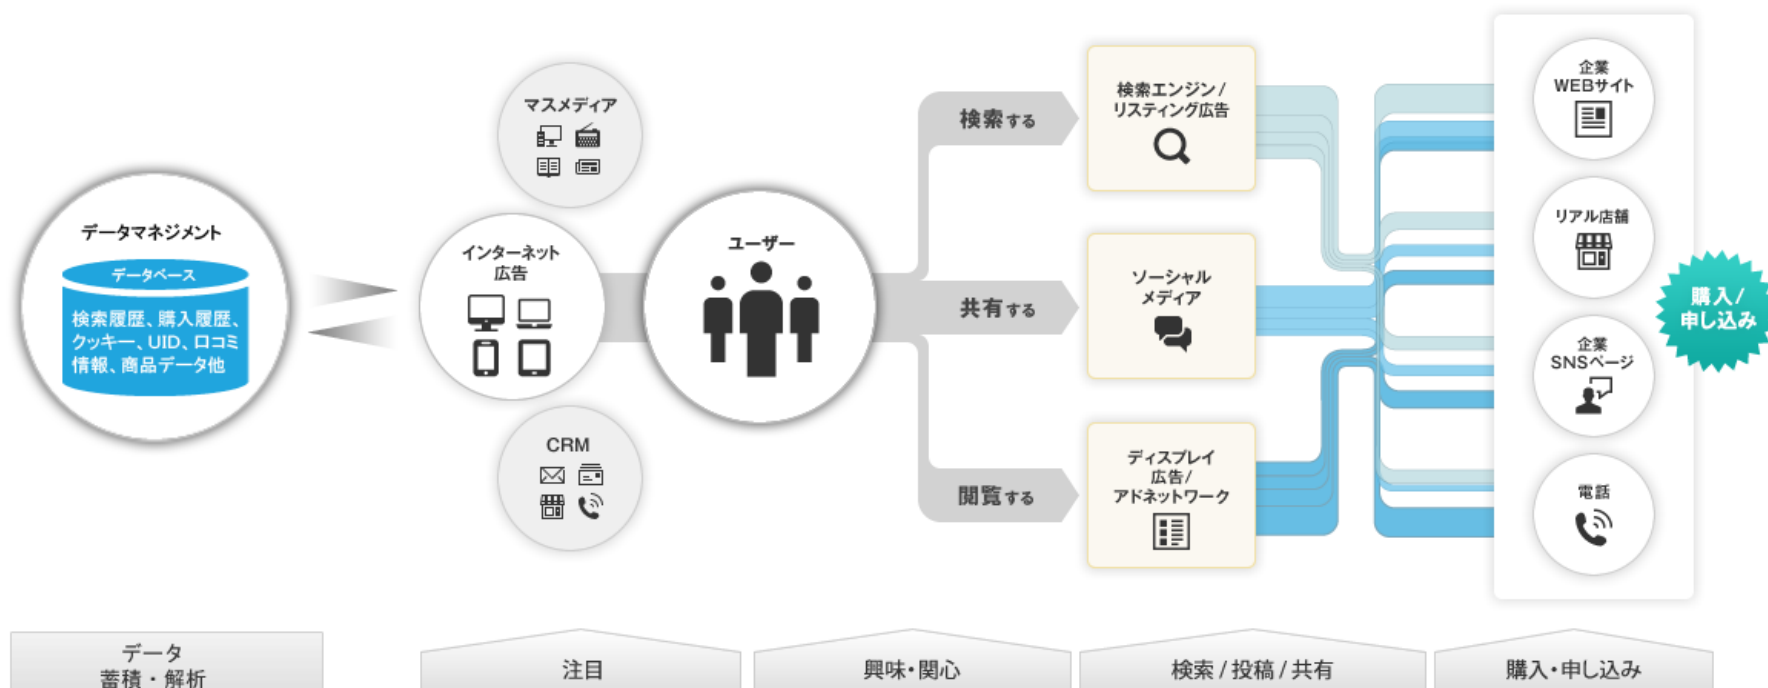 データマネジメント
データベース
検索履歴、購入履歴、
クッキー、UID、口コミ
情報、商品データ他
マスメディア
インターネット
広告
CRM
ユーザー
検索する
共有する
閲覧する
検索エンジン/
リスティング広告
ソーシャル
メディア
ディスプレイ
広告/
アドネットワーク
企業
WEBサイト
リアル店舗
企業
SNSページ
電話
購入/
申し込み
データ
蓄積・解析
注目
興味・関心
検索 / 投稿 / 共有
購入・申し込み